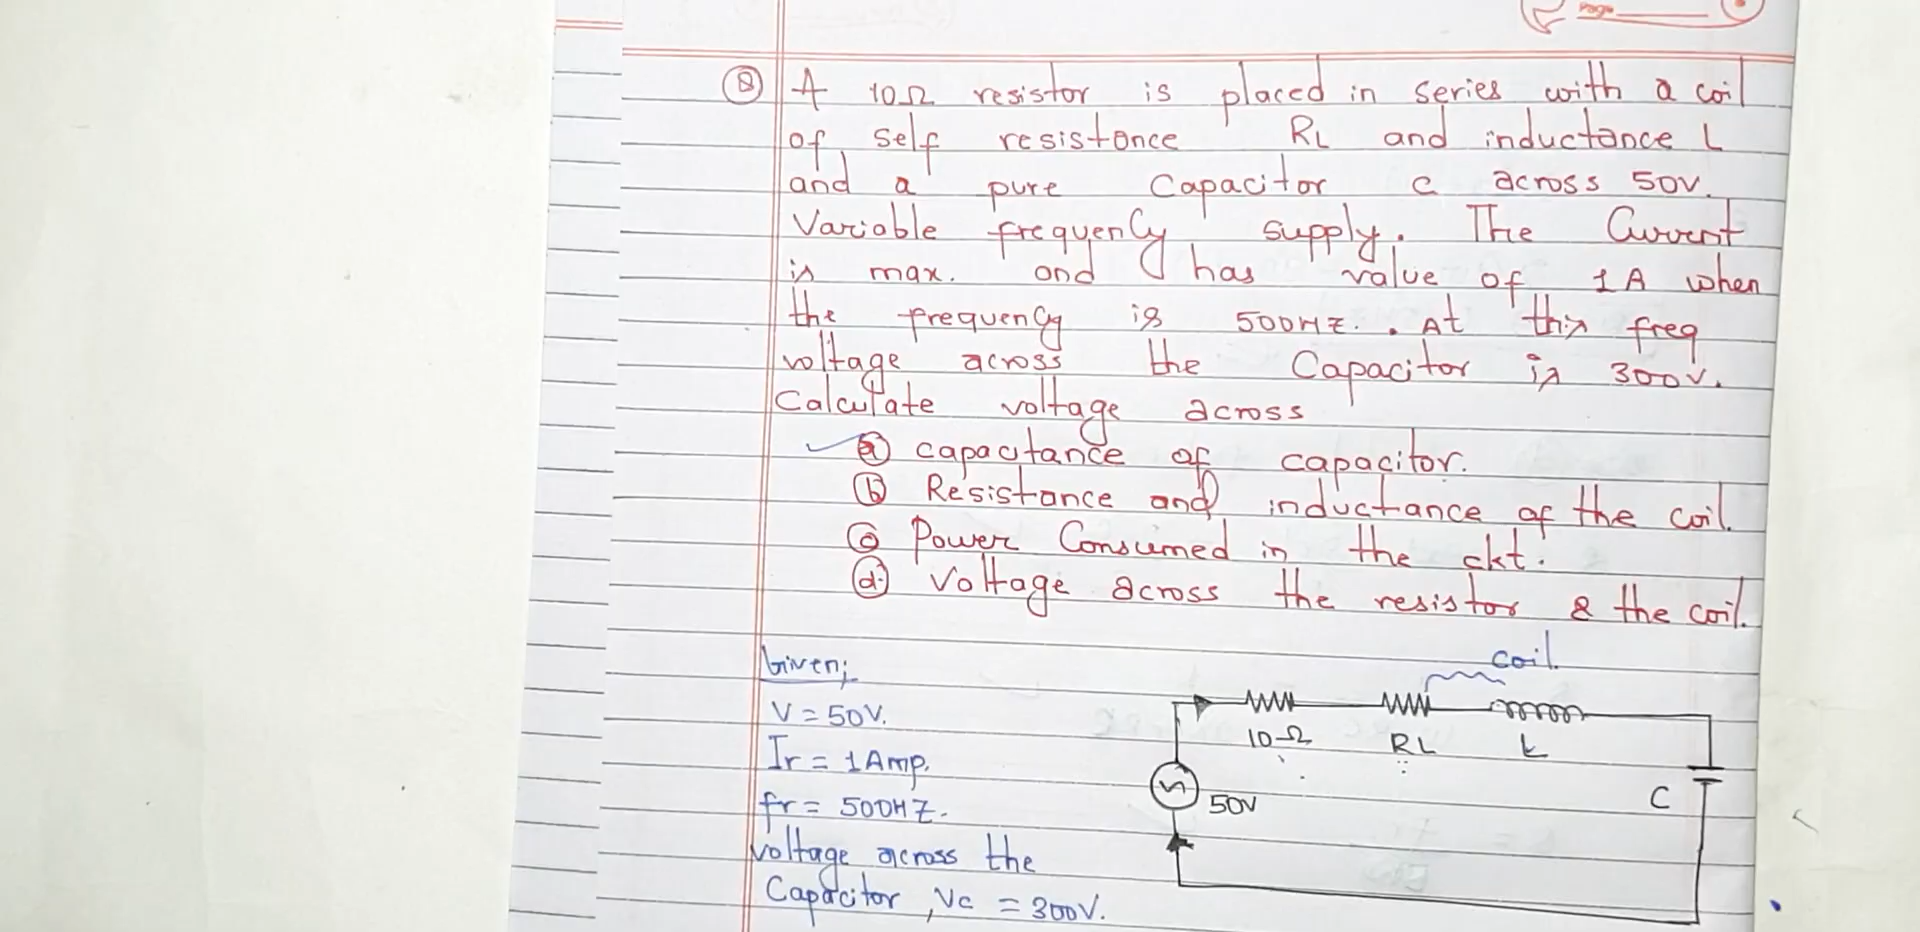 Page
⑧ A 10Ω resistor is placed in series with a coil
of self resistance RL and inductance L
and a pure Capacitor C across 50V.
Variable frequency supply. The Current
is max. and has value of 1A when
the frequency is 500HZ. . At this freq
voltage across the Capacitor is 300V.
Calculate voltage across
ⓐ capacitance of capacitor.
ⓑ Resistance and inductance of the coil.
ⓒ Power Consumed in the ckt.
ⓓ Voltage across the resistor & the coil.
Given;
coil.
V = 50V.
10Ω RL L
Ir = 1Amp.
50V C
fr = 500HZ.
Voltage across the
Capacitor, Vc = 300V.